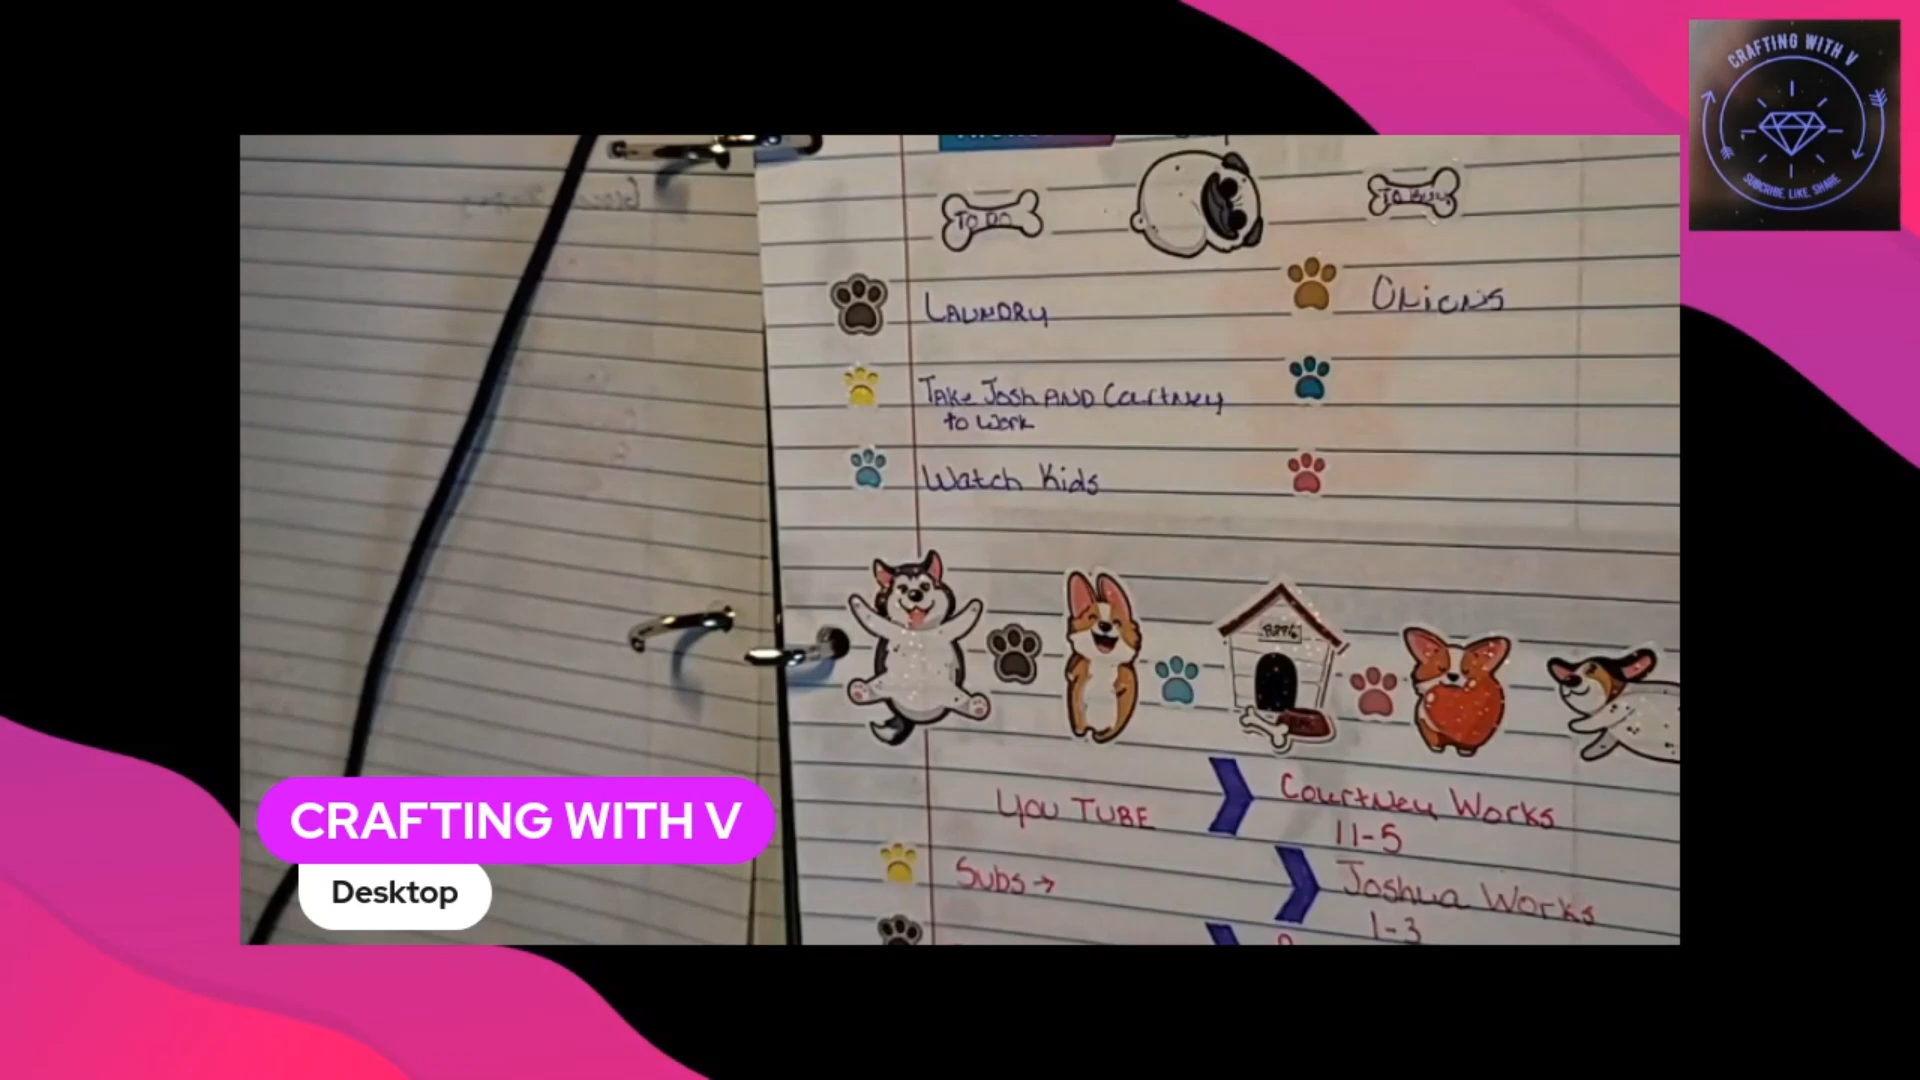 CRAFTING WITH V
SUBSCRIBE. LIKE. SHARE
TO DO
TO BUY
LAUNDRY
ONIONS
TAKE Josh AND Courtney
to Work
Watch Kids
YOU TUBE
Courtney Works
11-5
Subs →
Joshua Works
1-3
CRAFTING WITH V
Desktop